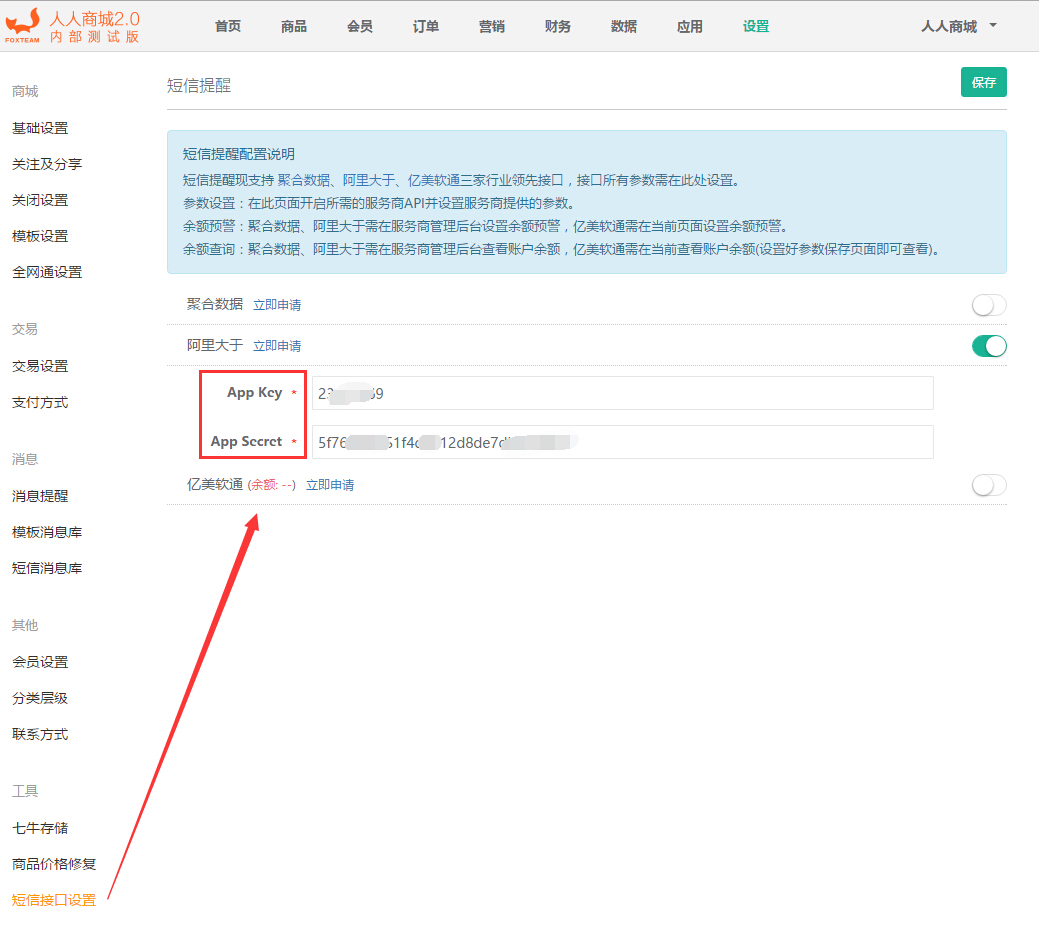 人人商城2.0
内部测试版
FOXTEAM
首页 商品 会员 订单 营销 财务 数据 应用 设置 人人商城
商城
基础设置
关注及分享
关闭设置
模板设置
全网通设置
交易
交易设置
支付方式
消息
消息提醒
模板消息库
短信消息库
其他
会员设置
分类层级
联系方式
工具
七牛存储
商品价格修复
短信接口设置
短信提醒 保存
短信提醒配置说明
短信提醒现支持 聚合数据、阿里大于、亿美软通三家行业领先接口，接口所有参数需在此处设置。
参数设置：在此页面开启所需的服务商API并设置服务商提供的参数。
余额预警：聚合数据、阿里大于需在服务商管理后台设置余额预警，亿美软通需在当前页面设置余额预警。
余额查询：聚合数据、阿里大于需在服务商管理后台查看账户余额，亿美软通需在当前查看账户余额(设置好参数保存页面即可查看)。
聚合数据 立即申请
阿里大于 立即申请
App Key *
App Secret *
亿美软通 (余额: --) 立即申请